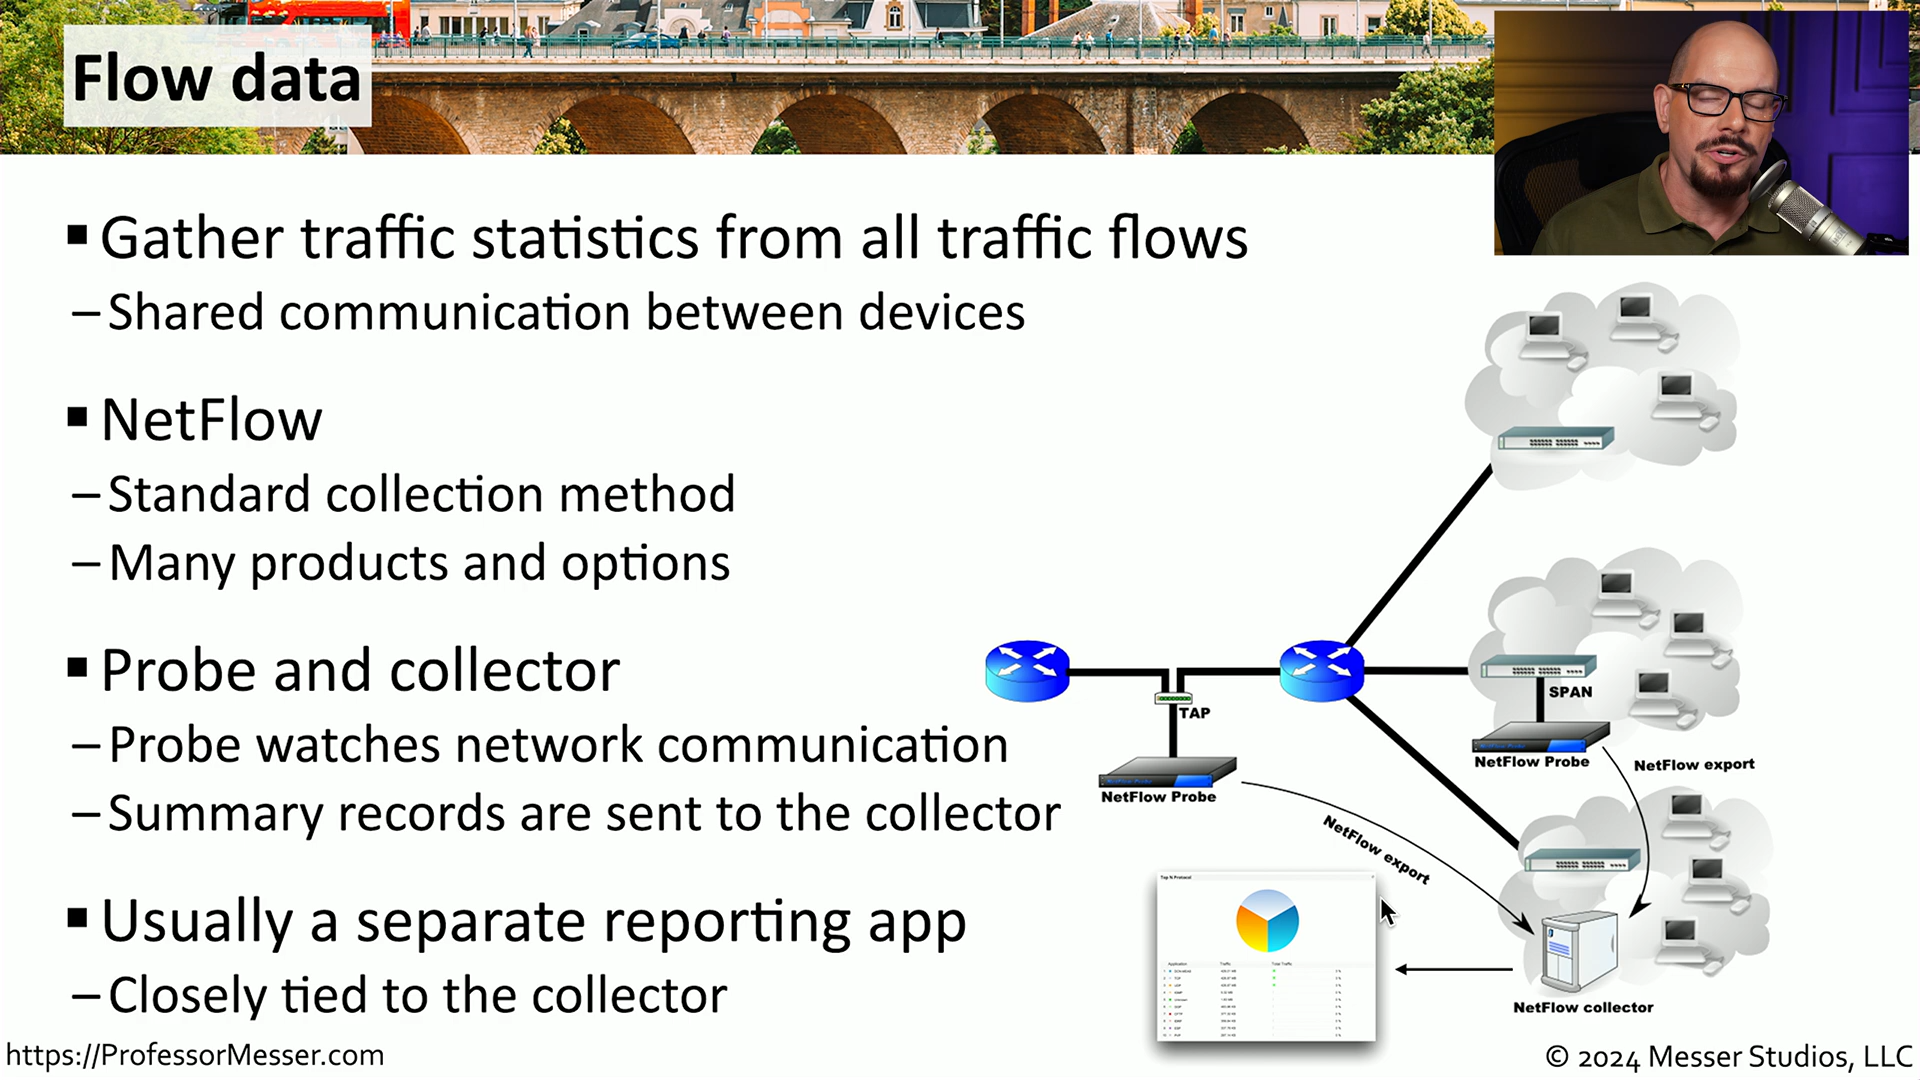 Flow data
▪ Gather traffic statistics from all traffic flows
– Shared communication between devices
▪ NetFlow
– Standard collection method
– Many products and options
▪ Probe and collector
– Probe watches network communication
– Summary records are sent to the collector
▪ Usually a separate reporting app
– Closely tied to the collector
TAP
NetFlow Probe
SPAN
NetFlow Probe
NetFlow export
NetFlow export
NetFlow collector
Top N Protocol
Application
Traffic
https://ProfessorMesser.com
© 2024 Messer Studios, LLC